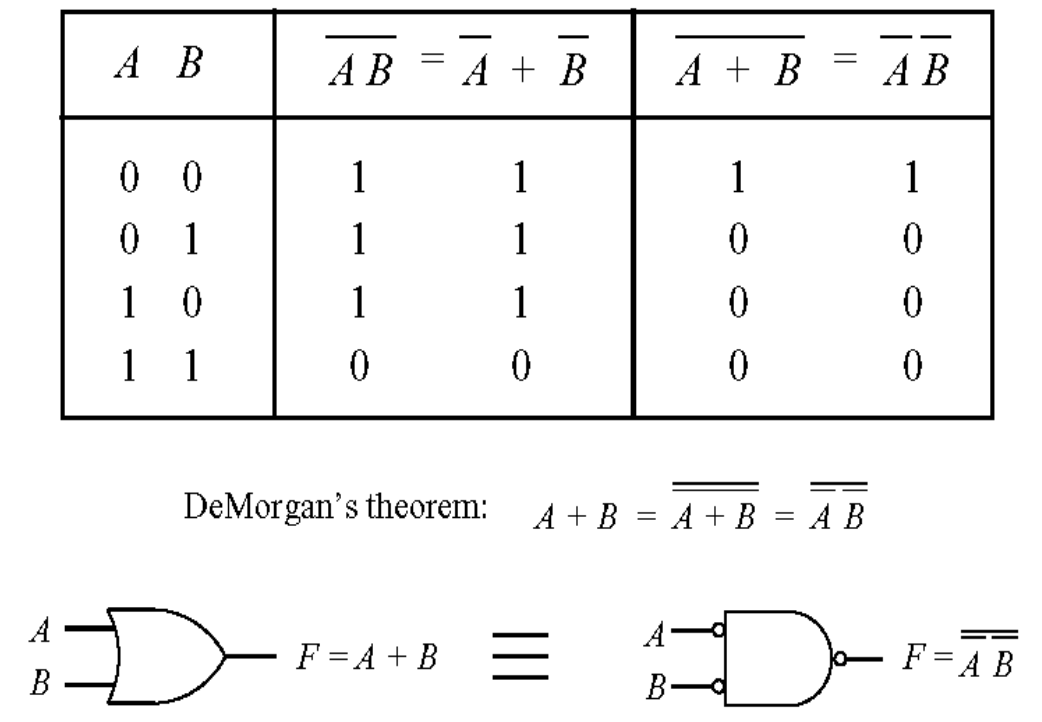 A B $\overline{A B} = \overline{A} + \overline{B}$ $\overline{A + B} = \overline{A}\,\overline{B}$
0 0 1 1 1 1
0 1 1 1 0 0
1 0 1 1 0 0
1 1 0 0 0 0
DeMorgan's theorem: $A + B = \overline{\overline{A + B}} = \overline{\overline{A}\,\overline{B}}$
A
B
$F = A + B$
≡
A
B
$F = \overline{\overline{A}\,\overline{B}}$